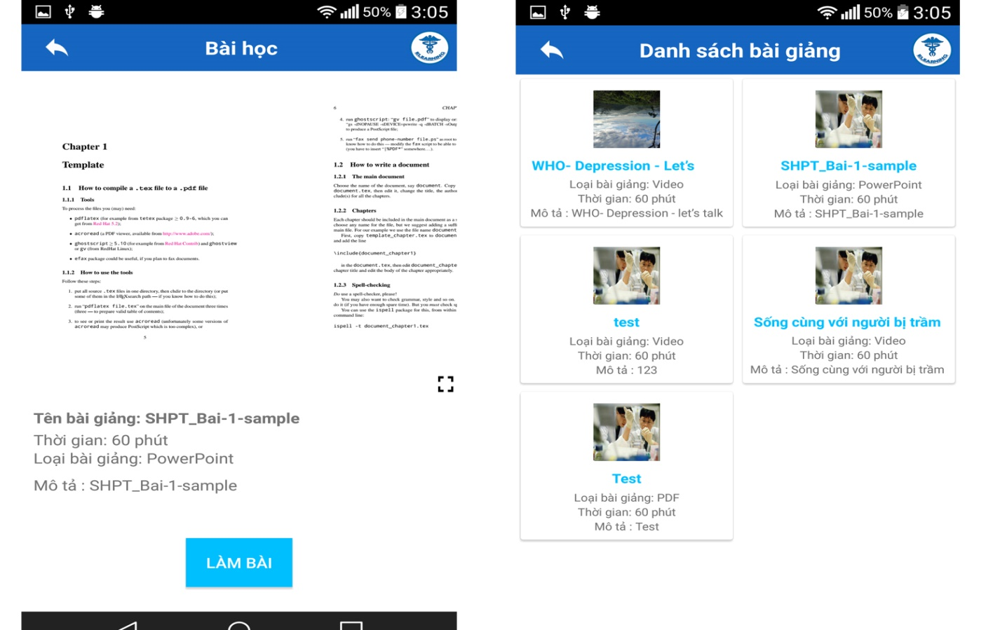 50% 3:05
Bài học
ELEARNING
Chapter 1
Template
1.1 How to compile a .tex file to a .pdf file
1.1.1 Tools
To process the files you (may) need:
• pdflatex (for example from tetex package ≥ 0.9-6, which you can
get from Red Hat 5.2);
• acroread (a PDF viewer, available from http://www.adobe.com/);
• ghostscript ≥ 5.10 (for example from Red Hat Contrib) and ghostview
or gv (from RedHat Linux);
• efax package could be useful, if you plan to fax documents.
1.1.2 How to use the tools
Follow these steps:
1. put all source .tex files in one directory, then chdir to the directory (or put
some of them in the LATEXsearch path — if you know how to do this);
2. run "pdflatex file.tex" on the main file of the document three times
(three — to prepare valid table of contents);
3. to see or print the result use acroread (unfortunately some versions of
acroread may produce PostScript which is too complex), or
5
6 CHAP
4. run ghostscript: "gv file.pdf" to display or:
"gs -dNOPAUSE -sDEVICE=pswrite -q -dBATCH -sOutp
to produce a PostScript file;
5. run "fax send phone-number file.ps" as root to
know how to do this — modify the fax script to be able to
(you have to insert "|%PDF*" somewhere...).
1.2 How to write a document
1.2.1 The main document
Choose the name of the document, say document. Copy
document.tex, then edit it, change the title, the autho
clude(s) for all the chapters.
1.2.2 Chapters
Each chapter should be included in the main document as a s
choose any name for the file, but we suggest adding a suffi
main file. For our example we use the file name document
First, copy template_chapter.tex to documen
and add the line
\include{document_chapter1}
in the document.tex, then edit document_chapte
chapter title and edit the body of the chapter appropriately.
1.2.3 Spell-checking
Do use a spell-checker, please!
You may also want to check grammar, style and so on.
do it (if you have enough spare time). But you must check sp
You can use the ispell package for this, from within
command line:
ispell -t document_chapter1.tex
Tên bài giảng: SHPT_Bai-1-sample
Thời gian: 60 phút
Loại bài giảng: PowerPoint
Mô tả : SHPT_Bai-1-sample
LÀM BÀI
50% 3:05
Danh sách bài giảng
ELEARNING
WHO- Depression - Let's
Loại bài giảng: Video
Thời gian: 60 phút
Mô tả : WHO- Depression - let's talk
SHPT_Bai-1-sample
Loại bài giảng: PowerPoint
Thời gian: 60 phút
Mô tả : SHPT_Bai-1-sample
test
Loại bài giảng: Video
Thời gian: 60 phút
Mô tả : 123
Sống cùng với người bị trầm
Loại bài giảng: Video
Thời gian: 60 phút
Mô tả : Sống cùng với người bị trầm
Test
Loại bài giảng: PDF
Thời gian: 60 phút
Mô tả : Test